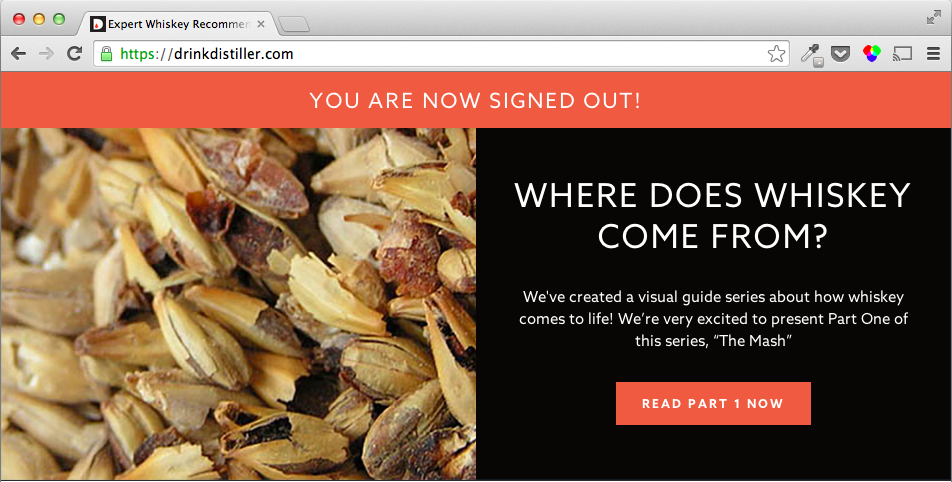 Expert Whiskey Recommen
https://drinkdistiller.com
YOU ARE NOW SIGNED OUT!
WHERE DOES WHISKEY
COME FROM?
We've created a visual guide series about how whiskey
comes to life! We’re very excited to present Part One of
this series, “The Mash”
READ PART 1 NOW